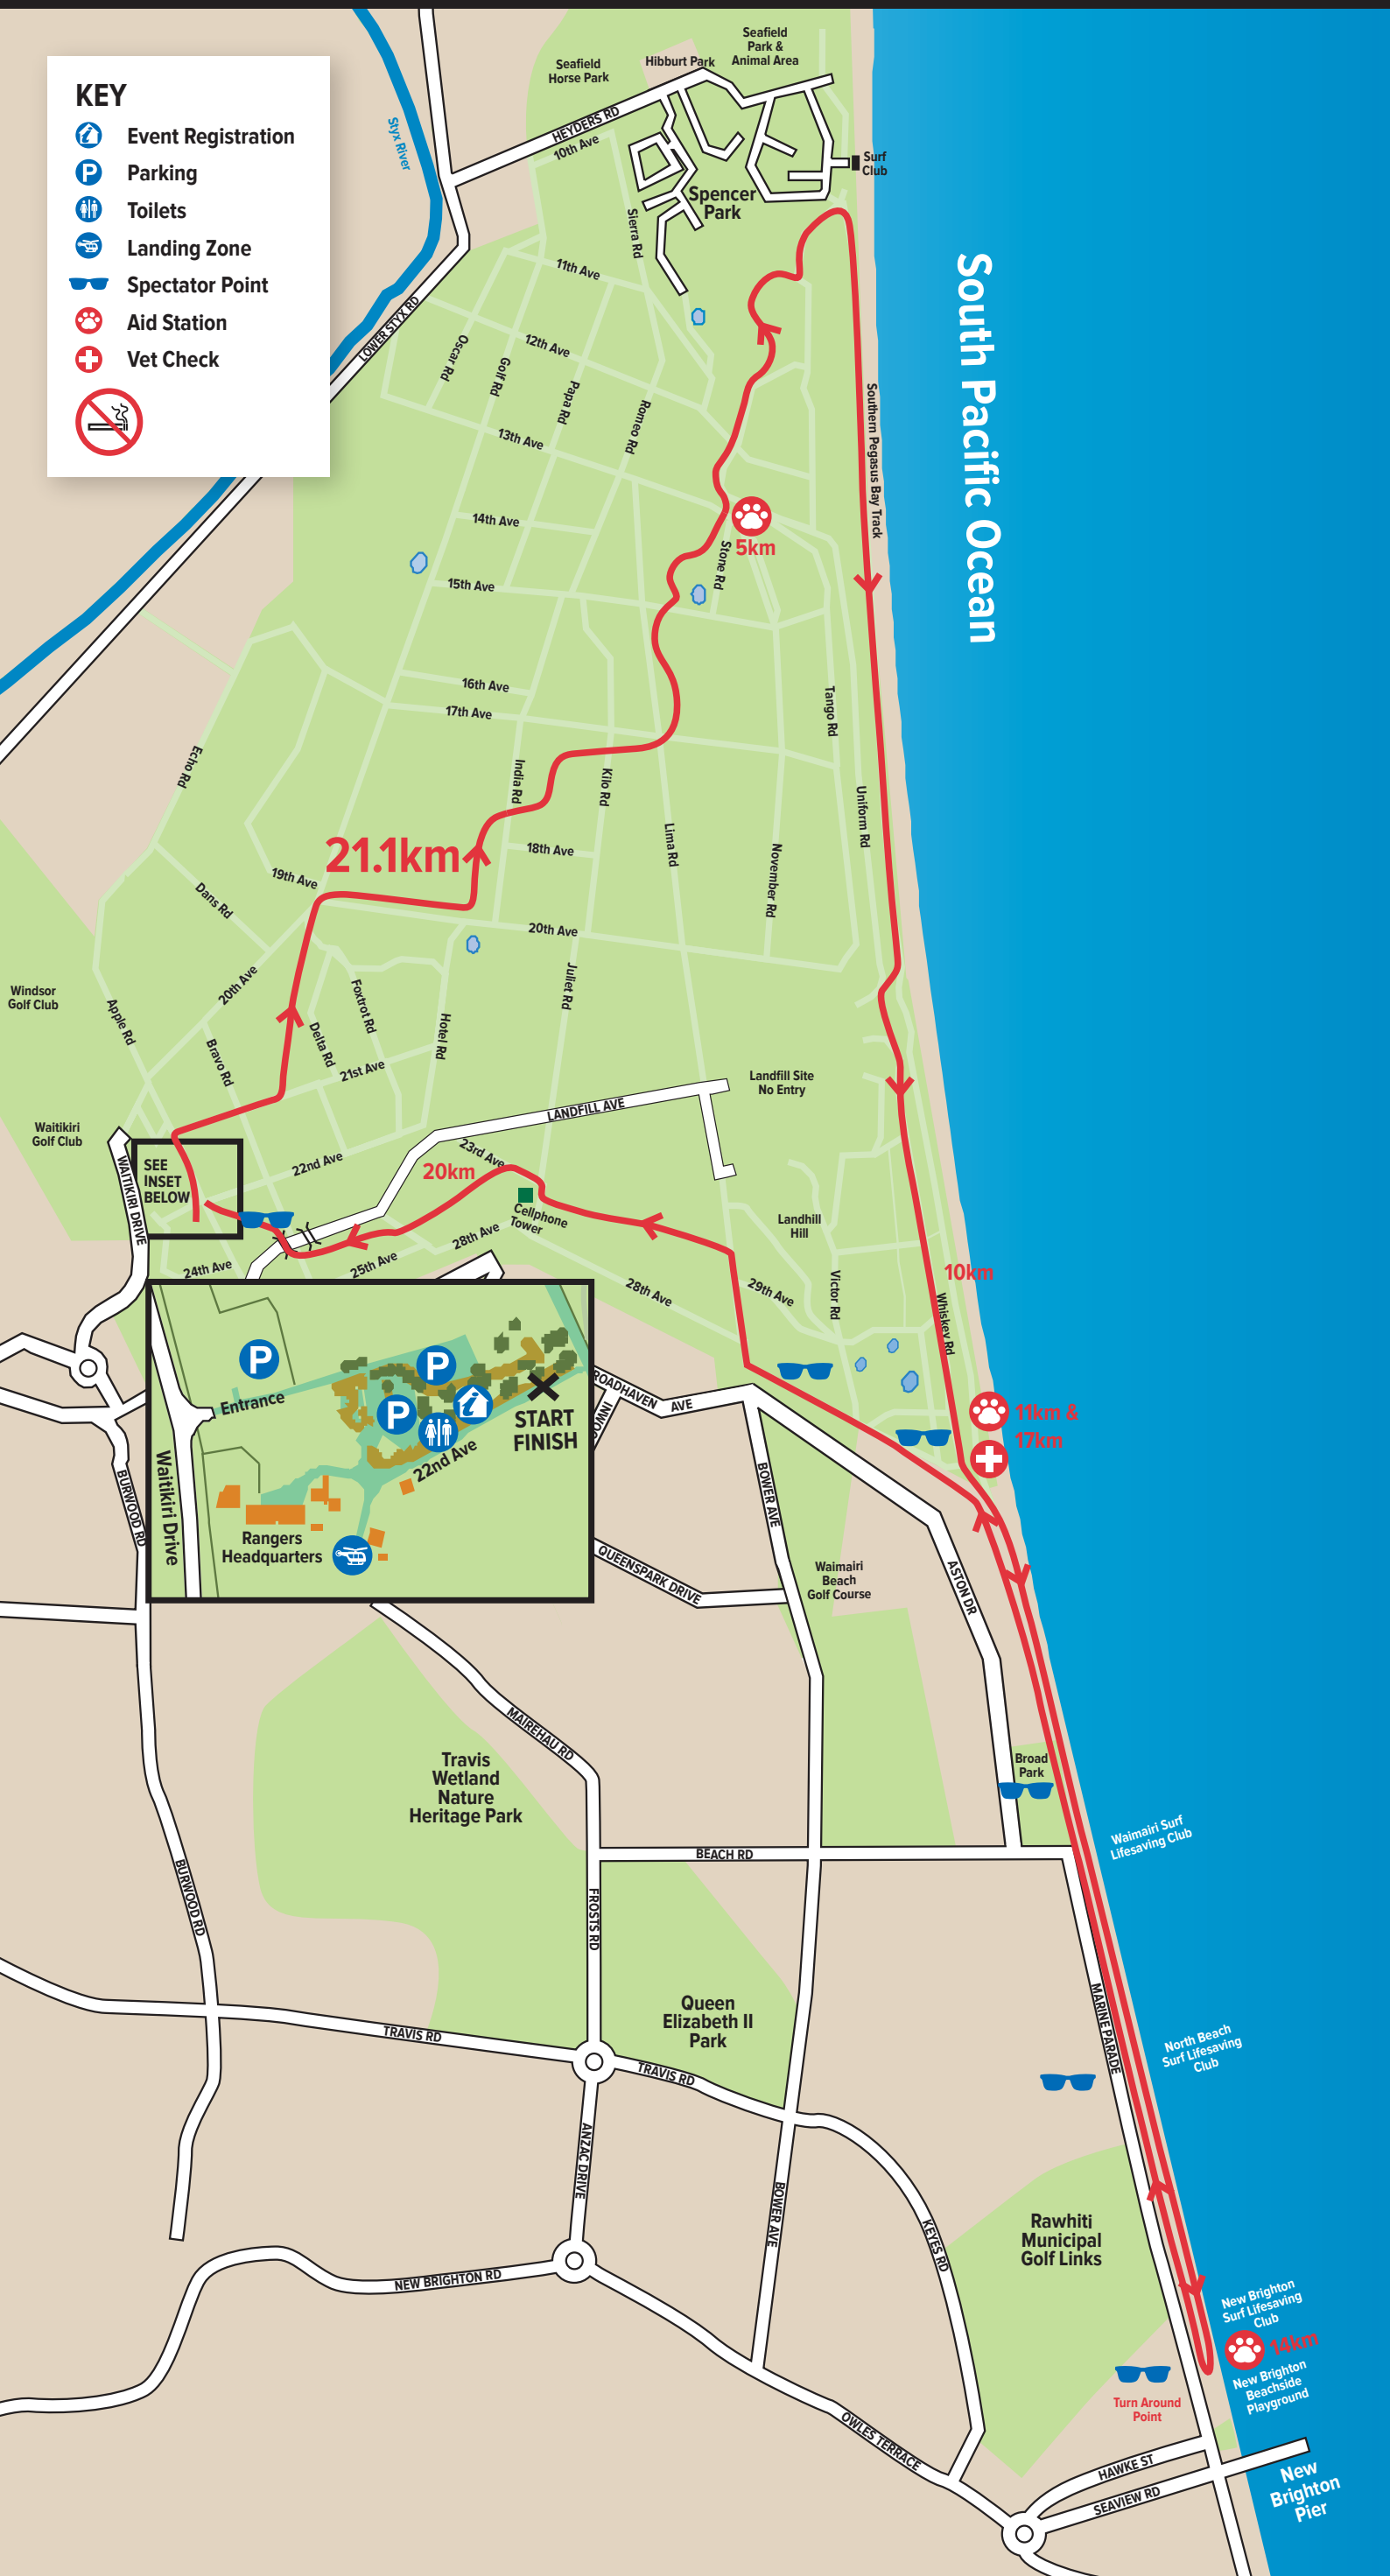 KEY
Event Registration
Parking
Toilets
Landing Zone
Spectator Point
Aid Station
Vet Check
Styx River
Seafield
Horse Park
Hibburt Park
Seafield
Park &
Animal Area
HEYDERS RD
10th Ave
Surf
Club
Spencer
Park
Sierra Rd
11th Ave
LOWER STYX RD
Oscar Rd
Golf Rd
12th Ave
Papa Rd
Romeo Rd
13th Ave
Southern Pegasus Bay Track
South Pacific Ocean
14th Ave
5km
Stone Rd
15th Ave
16th Ave
17th Ave
Tango Rd
Echo Rd
India Rd
Kilo Rd
Uniform Rd
Lima Rd
21.1km
18th Ave
November Rd
19th Ave
Dans Rd
20th Ave
20th Ave
Juliet Rd
Windsor
Golf Club
Apple Rd
Foxtrot Rd
Delta Rd
Hotel Rd
Bravo Rd
21st Ave
Landfill Site
No Entry
LANDFILL AVE
Waitikiri
Golf Club
WAITIKIRI DRIVE
SEE
INSET
BELOW
22nd Ave
23rd Ave
20km
Cellphone
Tower
28th Ave
25th Ave
24th Ave
Landhill
Hill
28th Ave
29th Ave
Victor Rd
10km
Whiskey Rd
Entrance
START
FINISH
22nd Ave
Waitikiri Drive
Rangers
Headquarters
ROADHAVEN AVE
DOWNI
11km &
17km
BURWOOD RD
BOWER AVE
QUEENSPARK DRIVE
Waimairi
Beach
Golf Course
ASTON DR
MAIREHAU RD
Travis
Wetland
Nature
Heritage Park
Broad
Park
Waimairi Surf
Lifesaving Club
BEACH RD
BURWOOD RD
FROSTS RD
MARINE PARADE
Queen
Elizabeth II
Park
North Beach
Surf Lifesaving
Club
TRAVIS RD
TRAVIS RD
ANZAC DRIVE
BOWER AVE
KEYES RD
Rawhiti
Municipal
Golf Links
NEW BRIGHTON RD
New Brighton
Surf Lifesaving
Club
14km
New Brighton
Beachside
Playground
Turn Around
Point
OWLES TERRACE
HAWKE ST
SEAVIEW RD
New
Brighton
Pier